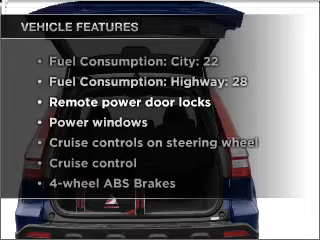 VEHICLE FEATURES
• Fuel Consumption: City: 22
• Fuel Consumption: Highway: 28
• Remote power door locks
• Power windows
• Cruise controls on steering wheel
• Cruise control
• 4-wheel ABS Brakes